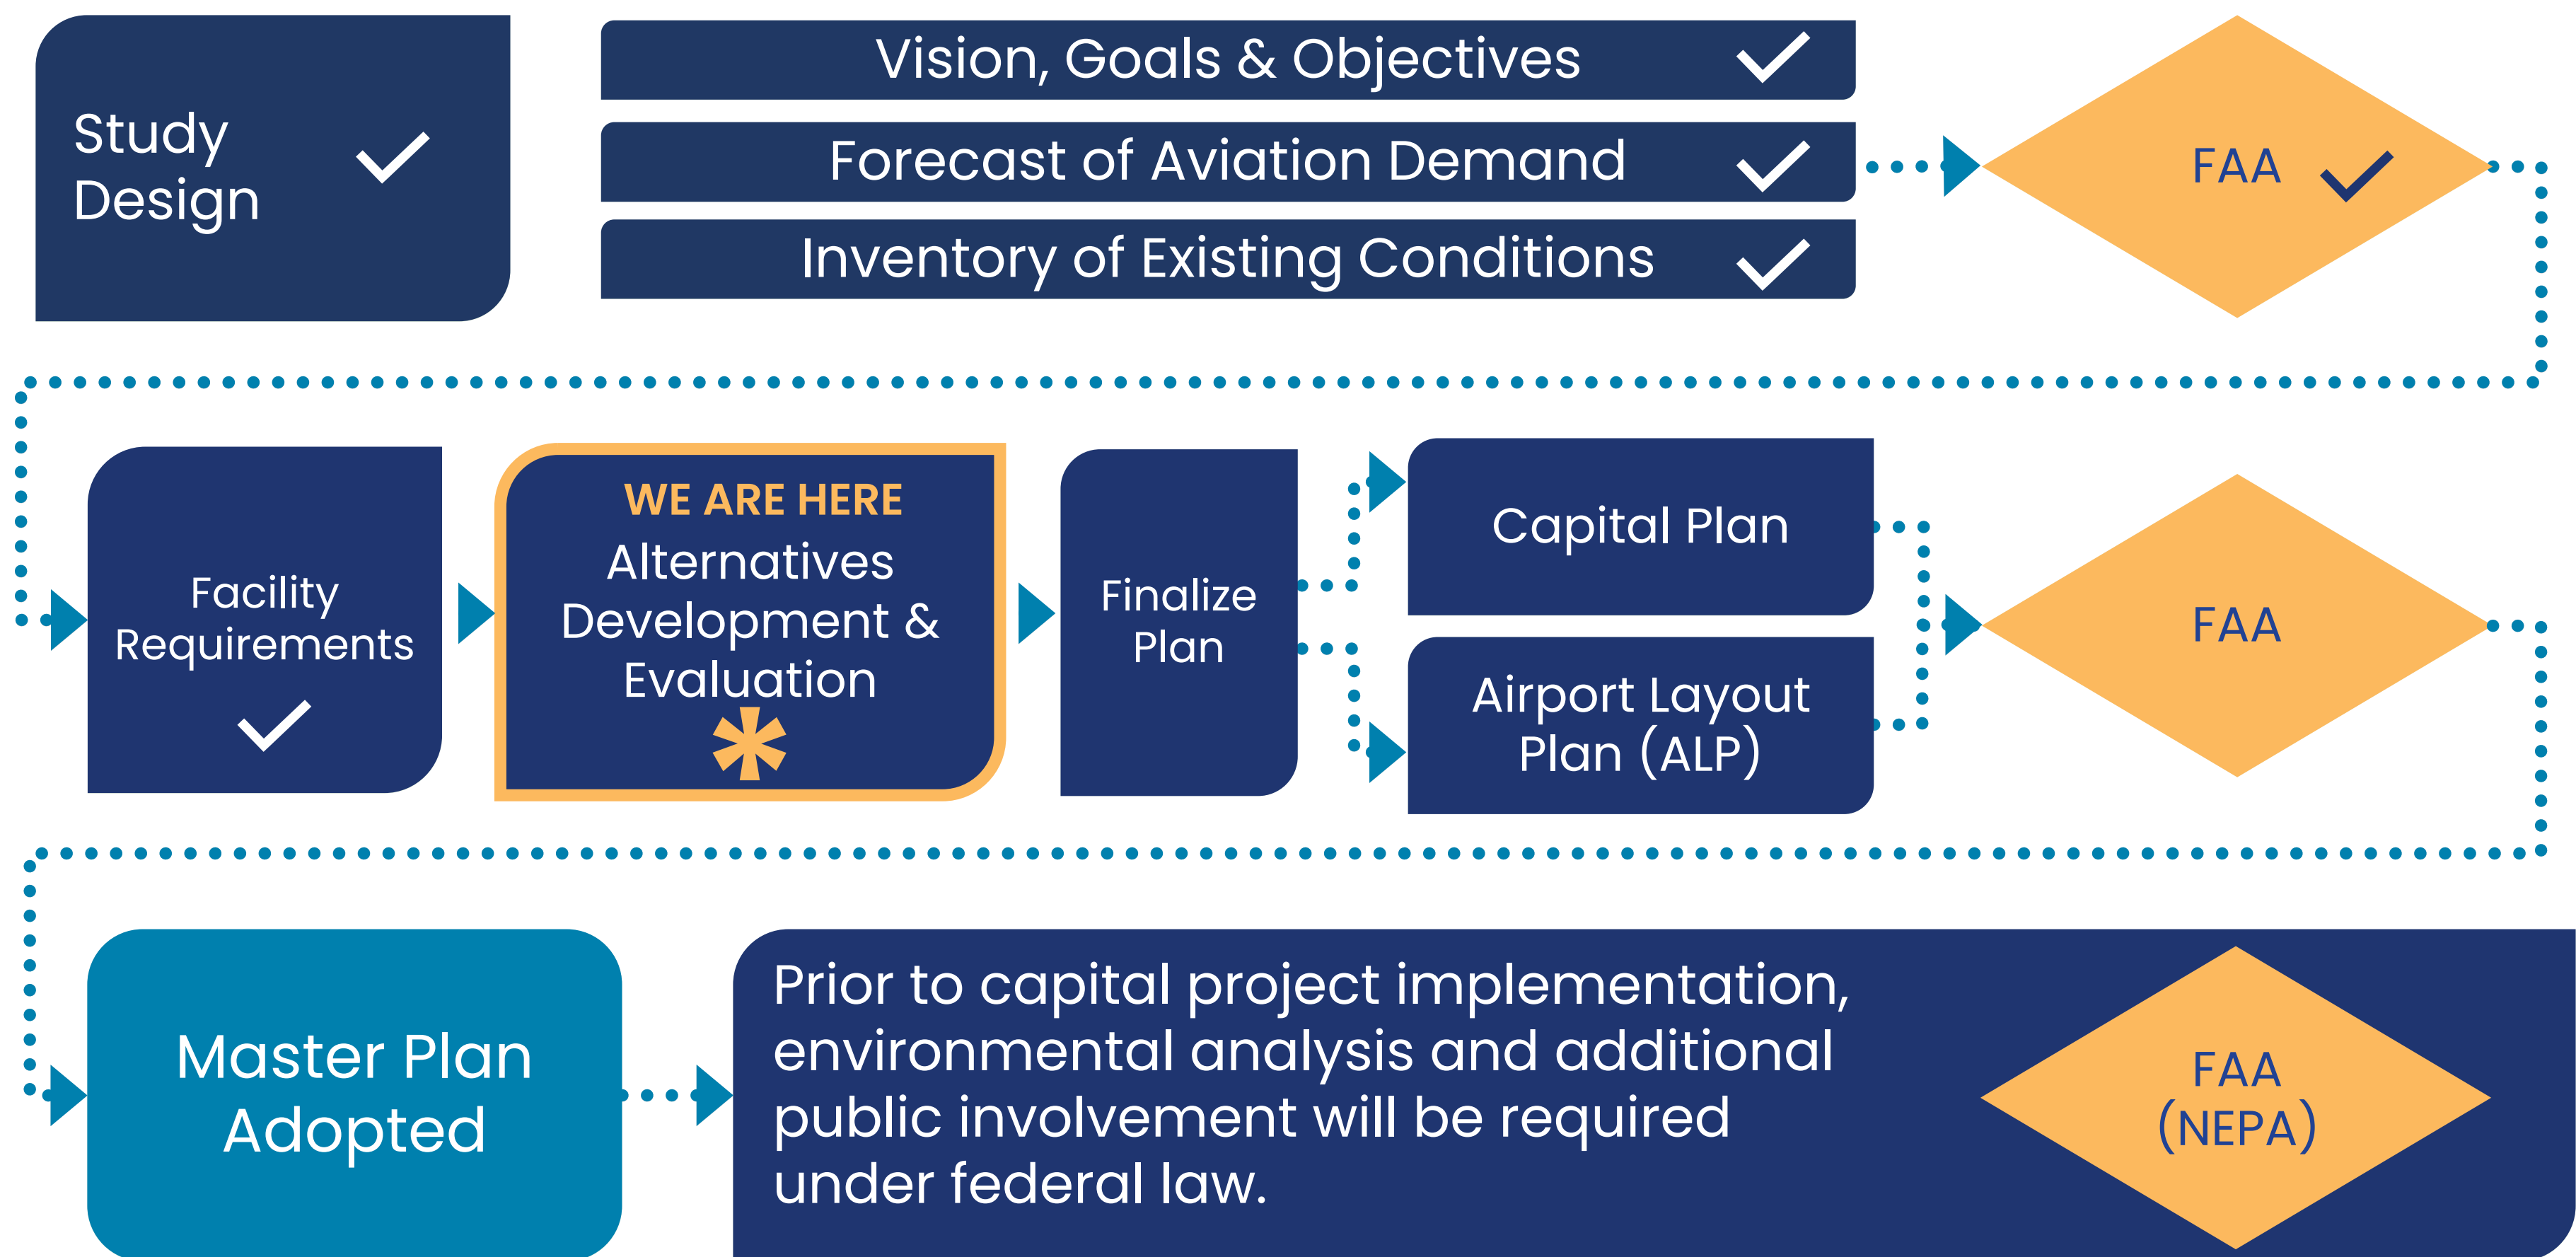 Study
Design
Vision, Goals & Objectives
Forecast of Aviation Demand
Inventory of Existing Conditions
FAA
Facility
Requirements
WE ARE HERE
Alternatives
Development &
Evaluation
Finalize
Plan
Capital Plan
Airport Layout
Plan (ALP)
FAA
Master Plan
Adopted
Prior to capital project implementation,
environmental analysis and additional
public involvement will be required
under federal law.
FAA
(NEPA)